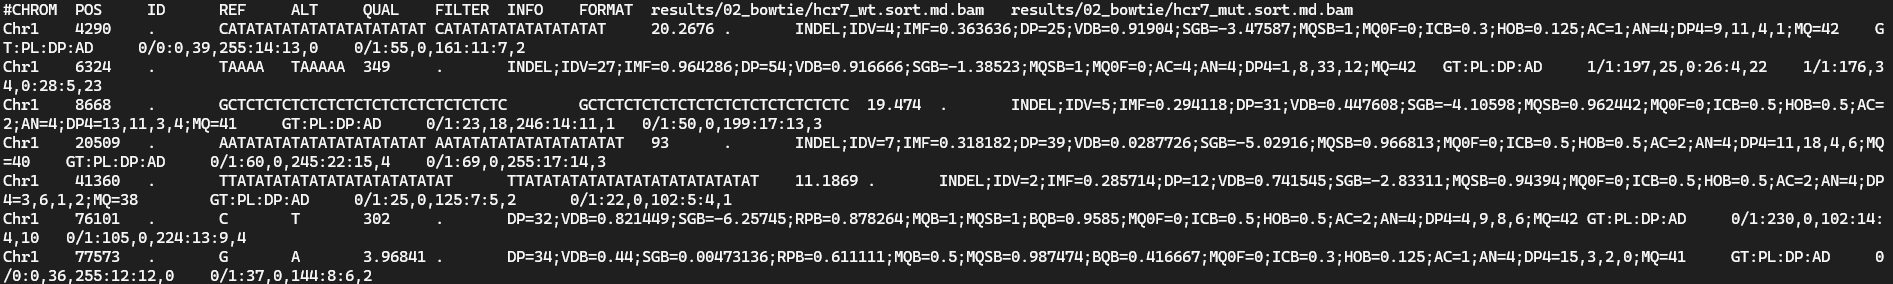 #CHROM POS ID REF ALT QUAL FILTER INFO FORMAT results/02_bowtie/hcr7_wt.sort.md.bam results/02_bowtie/hcr7_mut.sort.md.bam
Chr1 4290 . CATATATATATATATATATATAT CATATATATATATATATAT 20.2676 . INDEL;IDV=4;IMF=0.363636;DP=25;VDB=0.91904;SGB=-3.47587;MQSB=1;MQ0F=0;ICB=0.3;HOB=0.125;AC=1;AN=4;DP4=9,11,4,1;MQ=42 G
T:PL:DP:AD 0/0:0,39,255:14:13,0 0/1:55,0,161:11:7,2
Chr1 6324 . TAAAA TAAAAA 349 . INDEL;IDV=27;IMF=0.964286;DP=54;VDB=0.916666;SGB=-1.38523;MQSB=1;MQ0F=0;AC=4;AN=4;DP4=1,8,33,12;MQ=42 GT:PL:DP:AD 1/1:197,25,0:26:4,22 1/1:176,3
4,0:28:5,23
Chr1 8668 . GCTCTCTCTCTCTCTCTCTCTCTCTCTCTCTC GCTCTCTCTCTCTCTCTCTCTCTCTCTCTC 19.474 . INDEL;IDV=5;IMF=0.294118;DP=31;VDB=0.447608;SGB=-4.10598;MQSB=0.962442;MQ0F=0;ICB=0.5;HOB=0.5;AC=
2;AN=4;DP4=13,11,3,4;MQ=41 GT:PL:DP:AD 0/1:23,18,246:14:11,1 0/1:50,0,199:17:13,3
Chr1 20509 . AATATATATATATATATATATAT AATATATATATATATATATAT 93 . INDEL;IDV=7;IMF=0.318182;DP=39;VDB=0.0287726;SGB=-5.02916;MQSB=0.966813;MQ0F=0;ICB=0.5;HOB=0.5;AC=2;AN=4;DP4=11,18,4,6;MQ
=40 GT:PL:DP:AD 0/1:60,0,245:22:15,4 0/1:69,0,255:17:14,3
Chr1 41360 . TTATATATATATATATATATATATAT TTATATATATATATATATATATATATAT 11.1869 . INDEL;IDV=2;IMF=0.285714;DP=12;VDB=0.741545;SGB=-2.83311;MQSB=0.94394;MQ0F=0;ICB=0.5;HOB=0.5;AC=2;AN=4;DP
4=3,6,1,2;MQ=38 GT:PL:DP:AD 0/1:25,0,125:7:5,2 0/1:22,0,102:5:4,1
Chr1 76101 . C T 302 . DP=32;VDB=0.821449;SGB=-6.25745;RPB=0.878264;MQB=1;MQSB=1;BQB=0.9585;MQ0F=0;ICB=0.5;HOB=0.5;AC=2;AN=4;DP4=4,9,8,6;MQ=42 GT:PL:DP:AD 0/1:230,0,102:14:
4,10 0/1:105,0,224:13:9,4
Chr1 77573 . G A 3.96841 . DP=34;VDB=0.44;SGB=0.00473136;RPB=0.611111;MQB=0.5;MQSB=0.987474;BQB=0.416667;MQ0F=0;ICB=0.3;HOB=0.125;AC=1;AN=4;DP4=15,3,2,0;MQ=41 GT:PL:DP:AD 0
/0:0,36,255:12:12,0 0/1:37,0,144:8:6,2